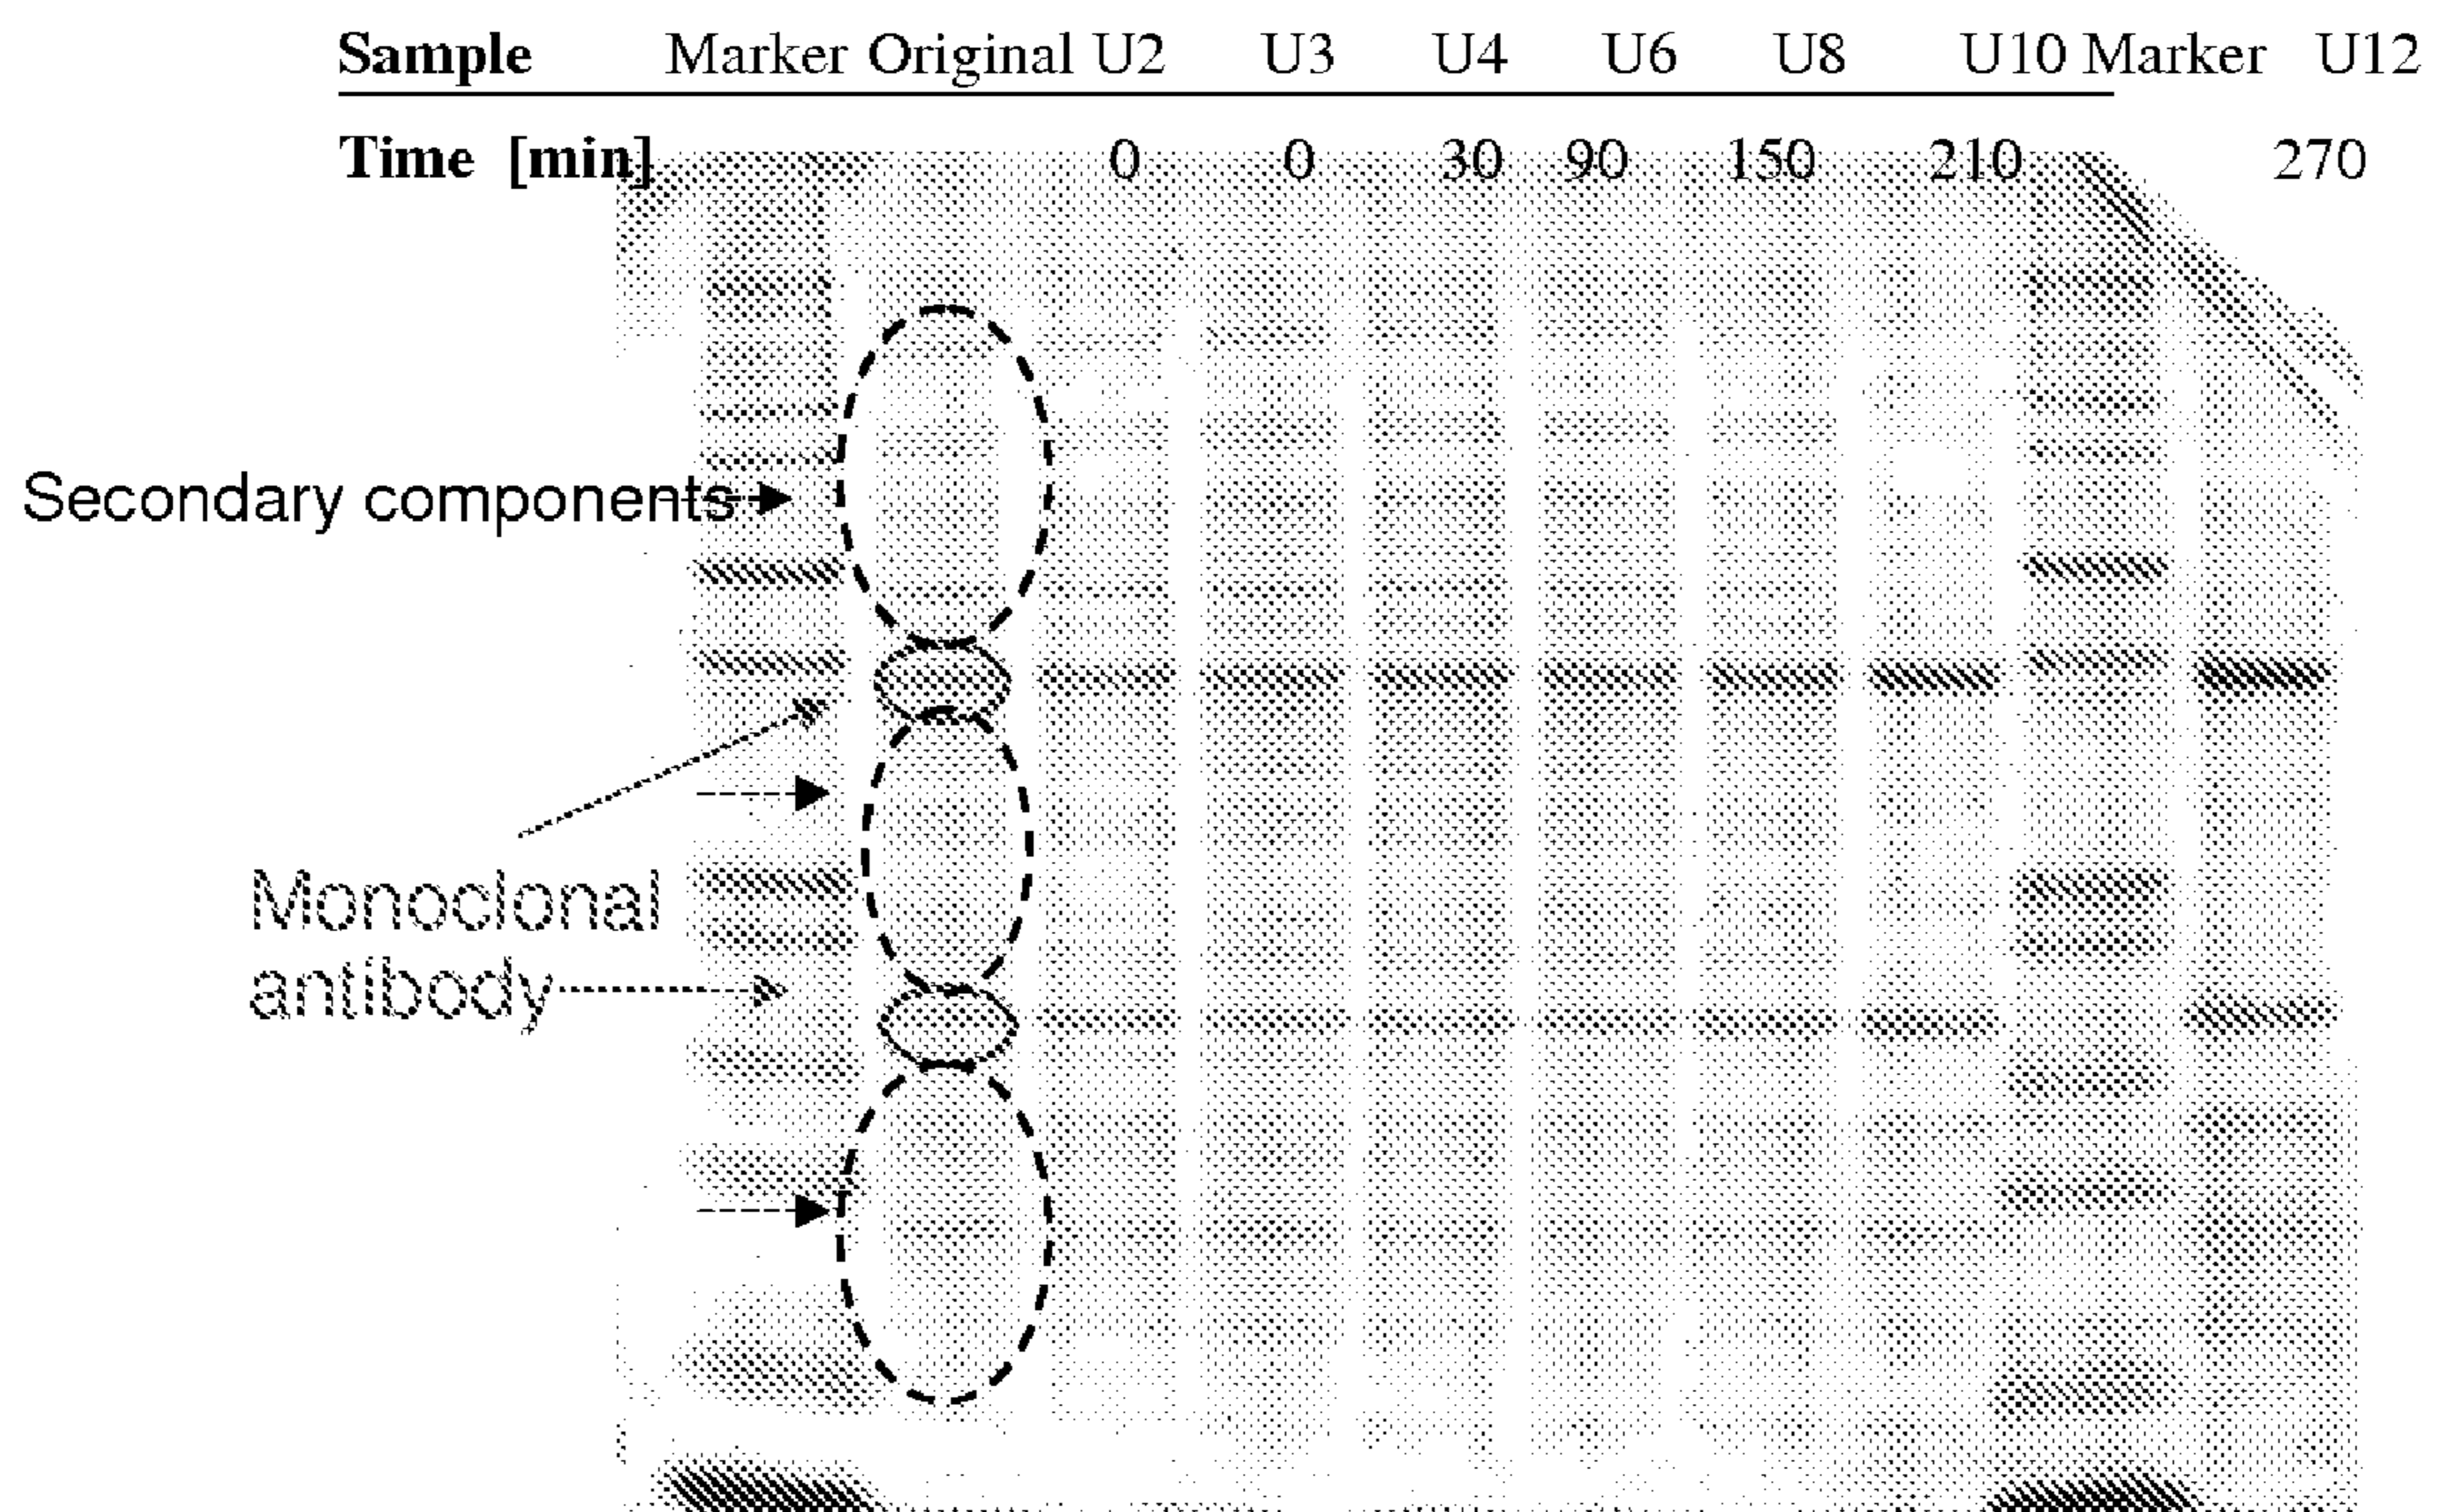 Sample Marker Original U2 U3 U4 U6 U8 U10 Marker U12
Time [min] 0 0 30 90 150 210 270
Secondary components
Monoclonal
antibody